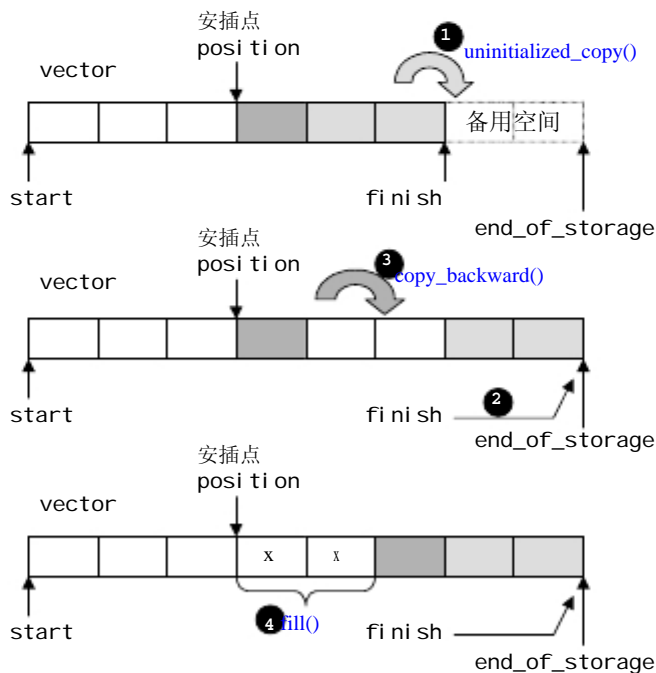 安插点
position
1
uninitialized_copy()
vector
备用空间
start
finish
end_of_storage
安插点
position
3
copy_backward()
vector
start
finish
2
end_of_storage
安插点
position
vector
x
x
start
4
fill()
finish
end_of_storage